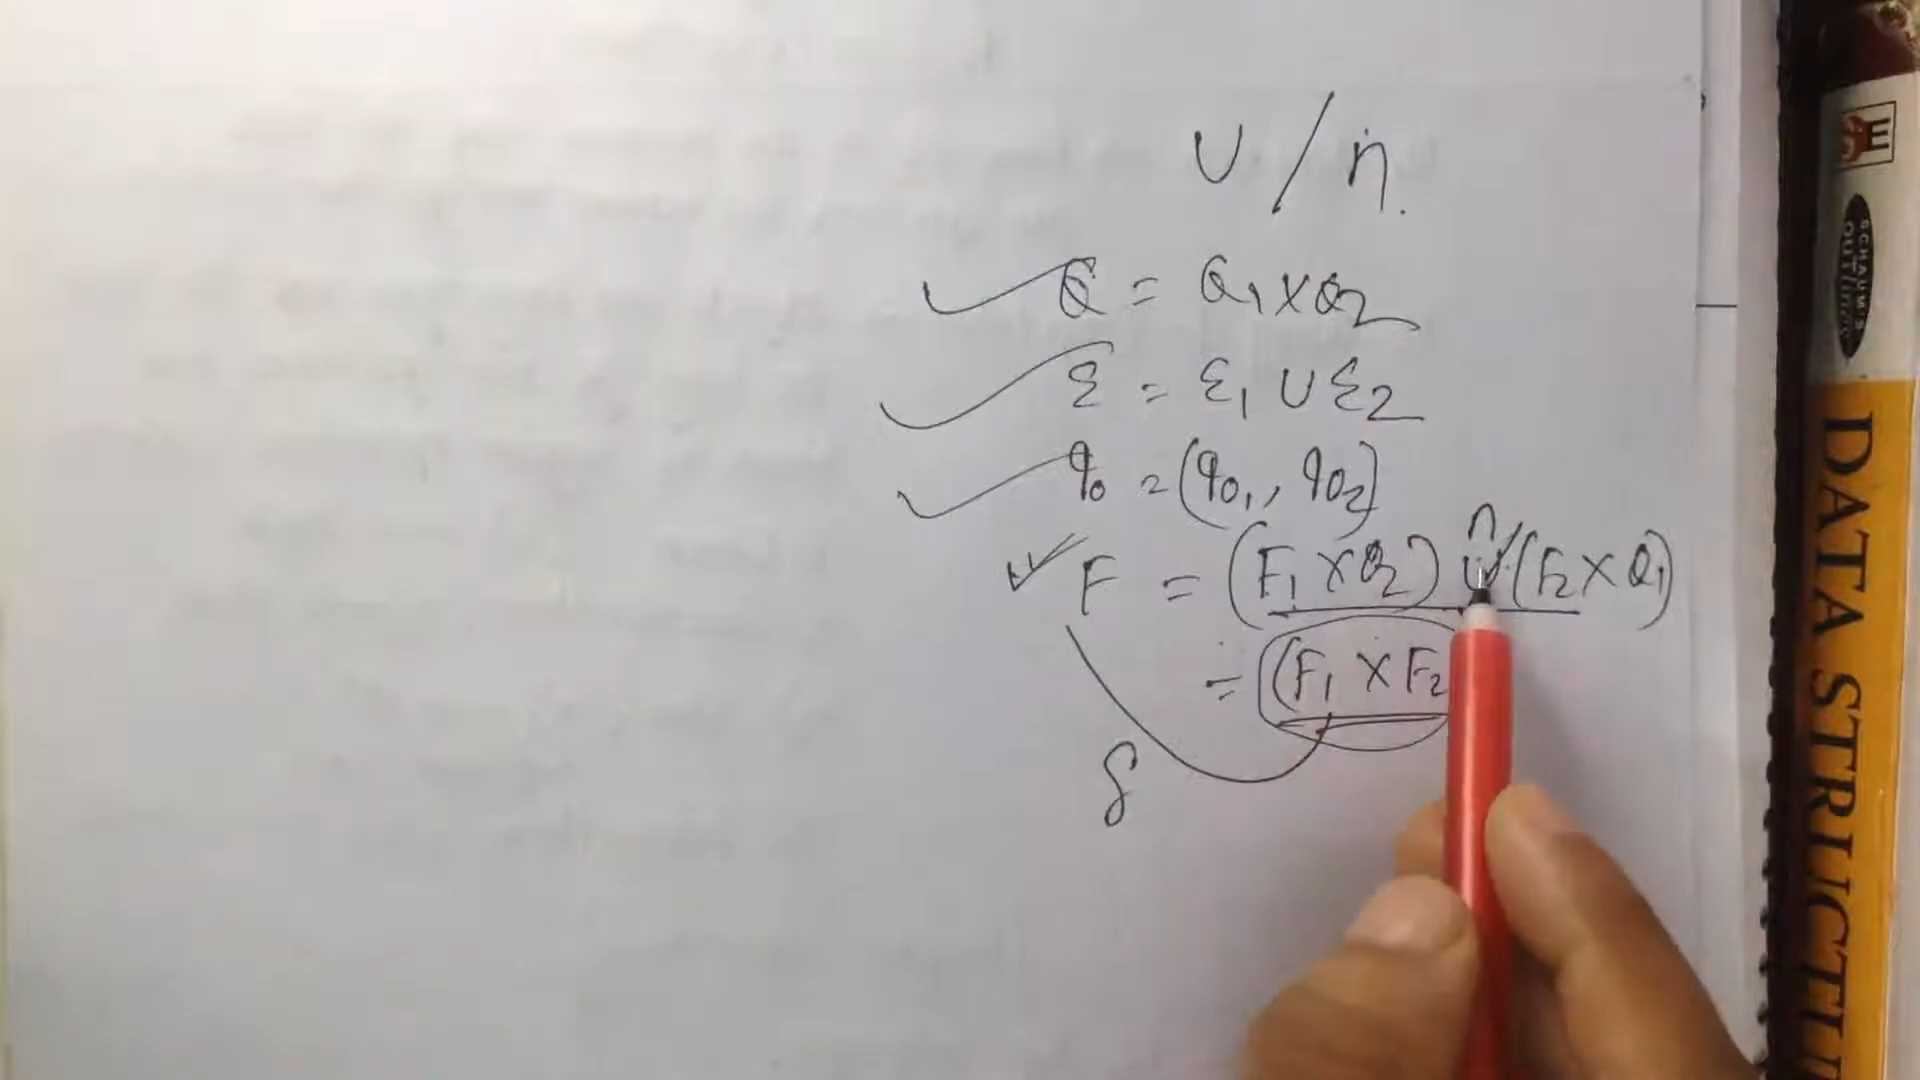 ∪ / ∩.
Q = Q1 X Q2
Σ = Σ1 ∪ Σ2
q0 = (q01, q02)
F = (F1 X Q2) ∪ (F2 X Q1)
∩
= (F1 X F2
δ
SCHAUM'S
OUTlines
DATA STRUCTU